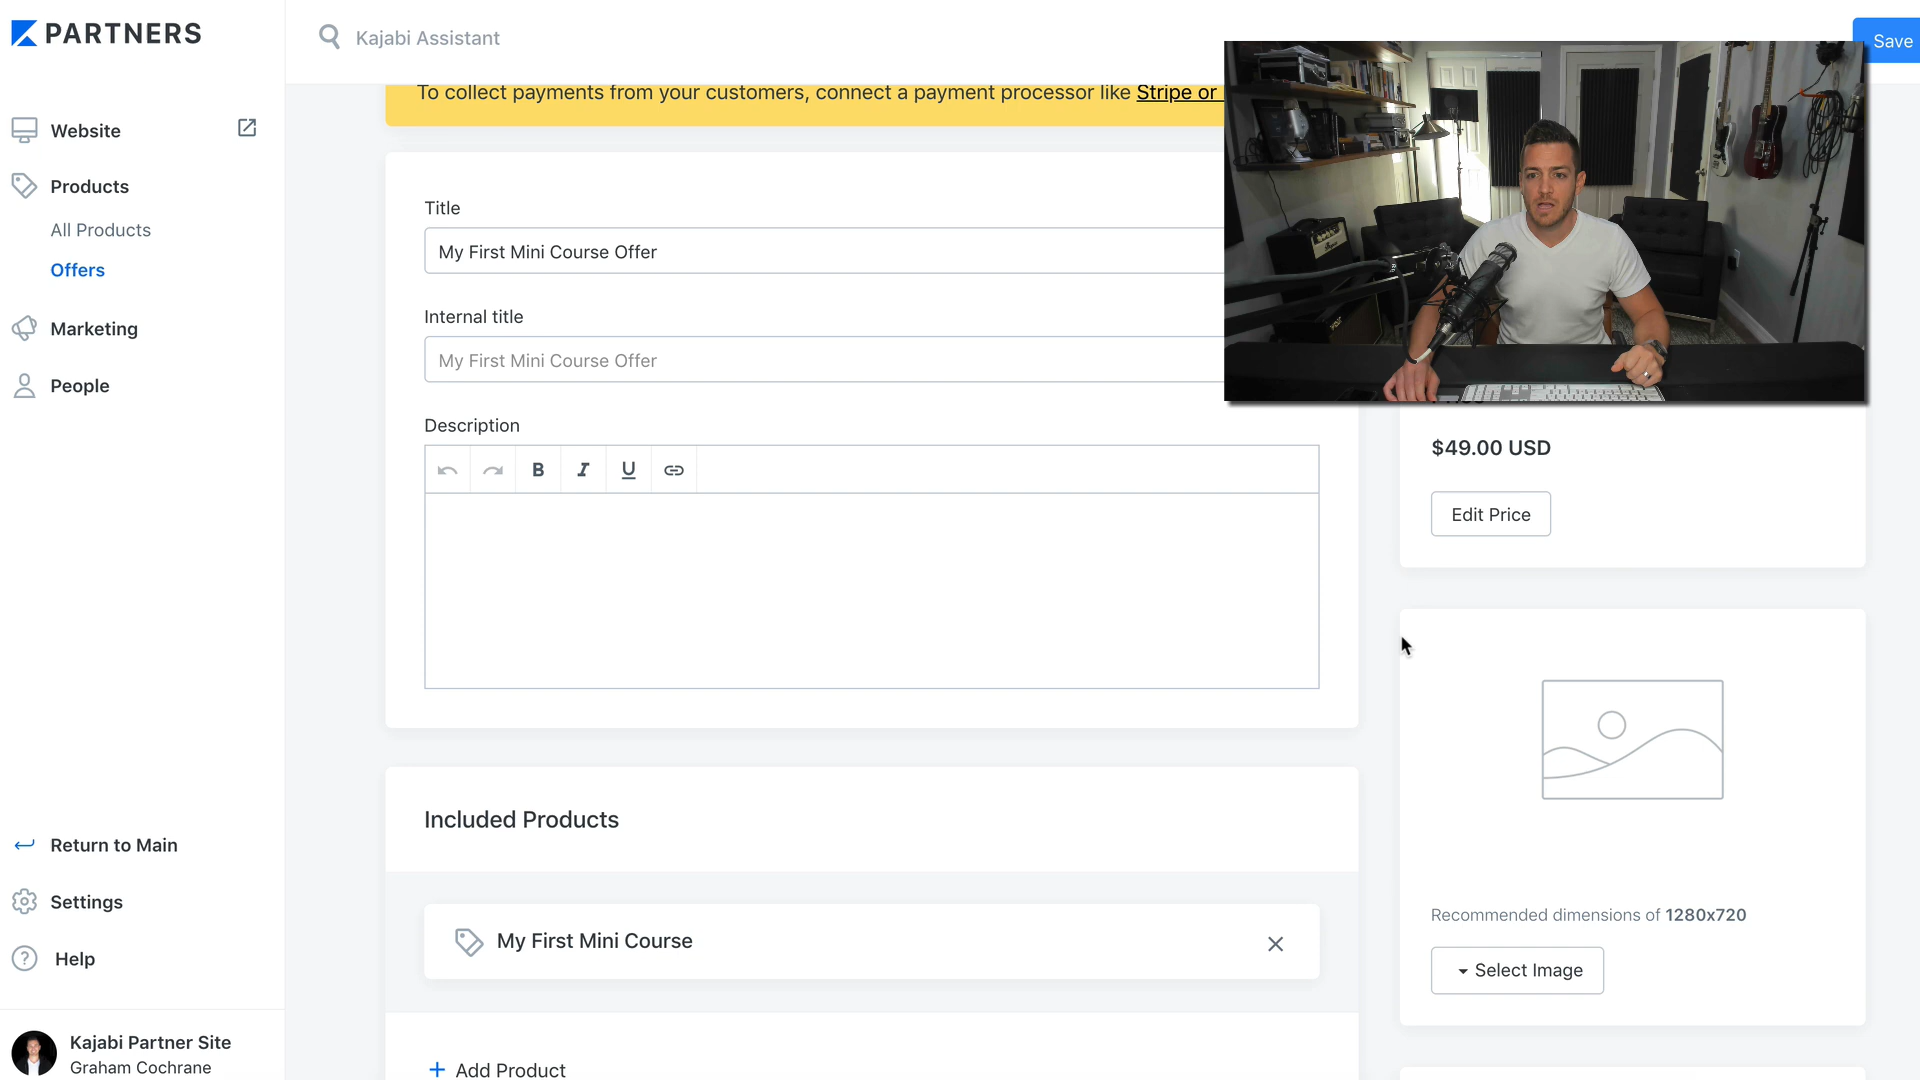 PARTNERS
Kajabi Assistant
Save
To collect payments from your customers, connect a payment processor like Stripe or
Website
Products
All Products
Offers
Marketing
People
Return to Main
Settings
Help
Kajabi Partner Site
Graham Cochrane
Title
My First Mini Course Offer
Internal title
My First Mini Course Offer
Description
B I U
Included Products
My First Mini Course
+ Add Product
$49.00 USD
Edit Price
Recommended dimensions of 1280x720
Select Image